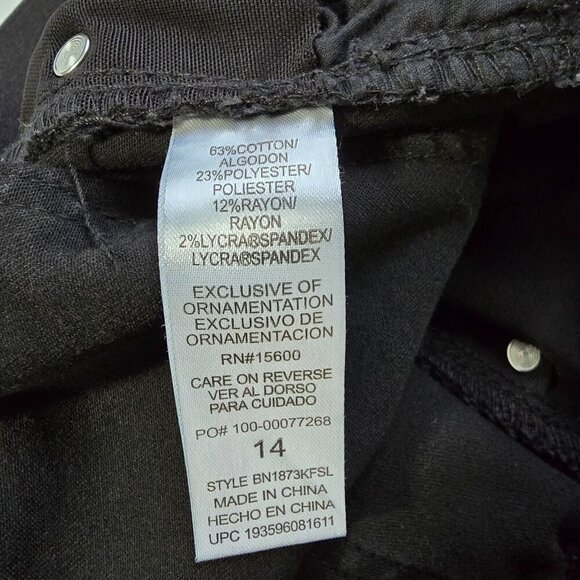 63%COTTON/
ALGODON
23%POLYESTER/
POLIESTER
12%RAYON/
RAYON
2%LYCRA®SPANDEX/
LYCRA®SPANDEX
EXCLUSIVE OF
ORNAMENTATION
EXCLUSIVO DE
ORNAMENTACION
RN#15600
CARE ON REVERSE
VER AL DORSO
PARA CUIDADO
PO# 100-00077268
14
STYLE BN1873KFSL
MADE IN CHINA
HECHO EN CHINA
UPC 193596081611